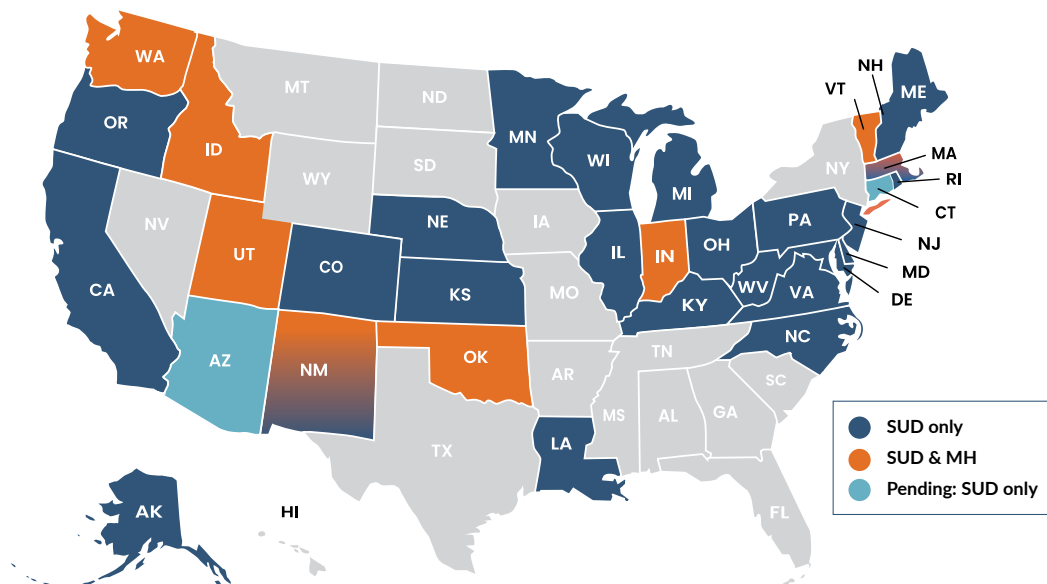 NH
WA
VT
ME
MT
ND
OR
MN
MA
ID
WI
NY
SD
RI
WY
MI
CT
IA
PA
NV
NE
NJ
OH
UT
IL
IN
MD
CO
CA
WV
VA
DE
KS
MO
KY
NC
TN
AZ
OK
NM
AR
SC
MS
AL
GA
SUD only
LA
TX
SUD & MH
Pending: SUD only
AK
HI
FL